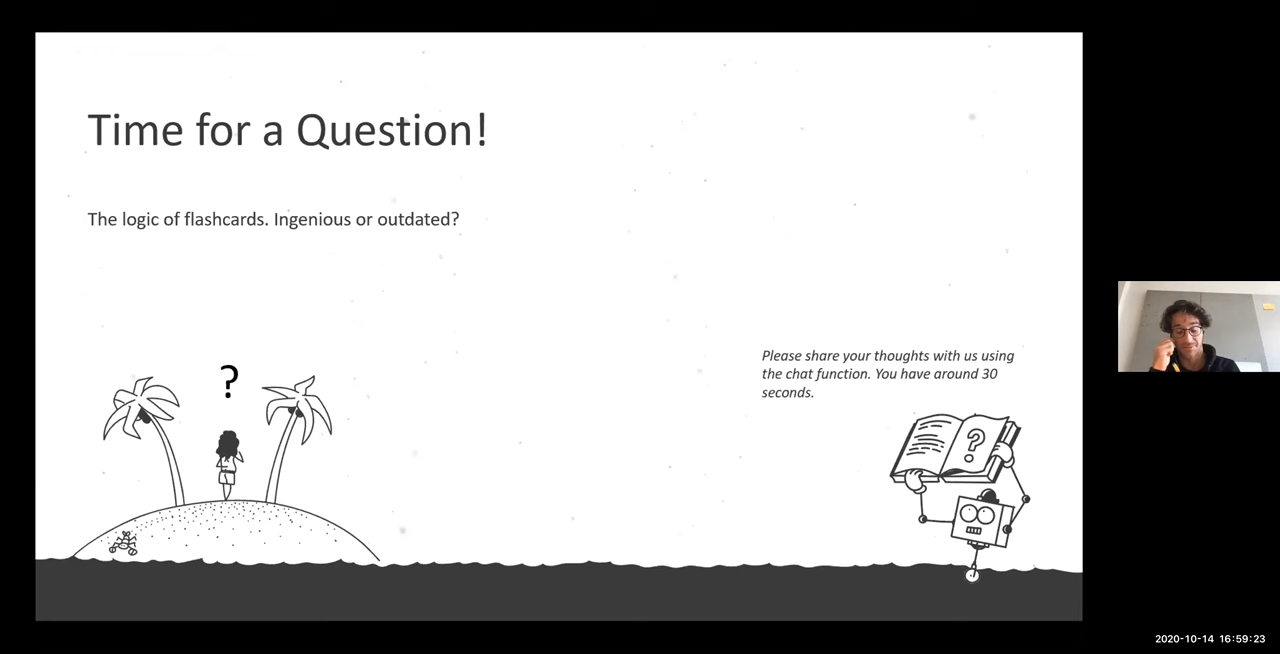 Time for a Question!
The logic of flashcards. Ingenious or outdated?
?
Please share your thoughts with us using
the chat function. You have around 30
seconds.
?
2020-10-14 16:59:23